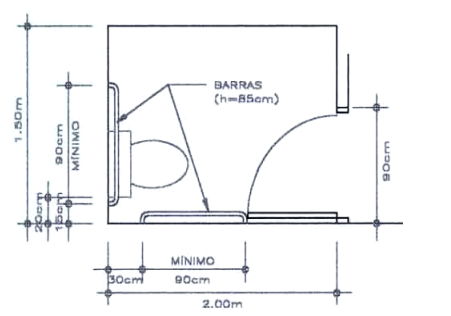 BARRAS
(h=85cm)
1.50m
90cm
MÍNIMO
20cm
15cm
90cm
MÍNIMO
30cm
90cm
2.00m